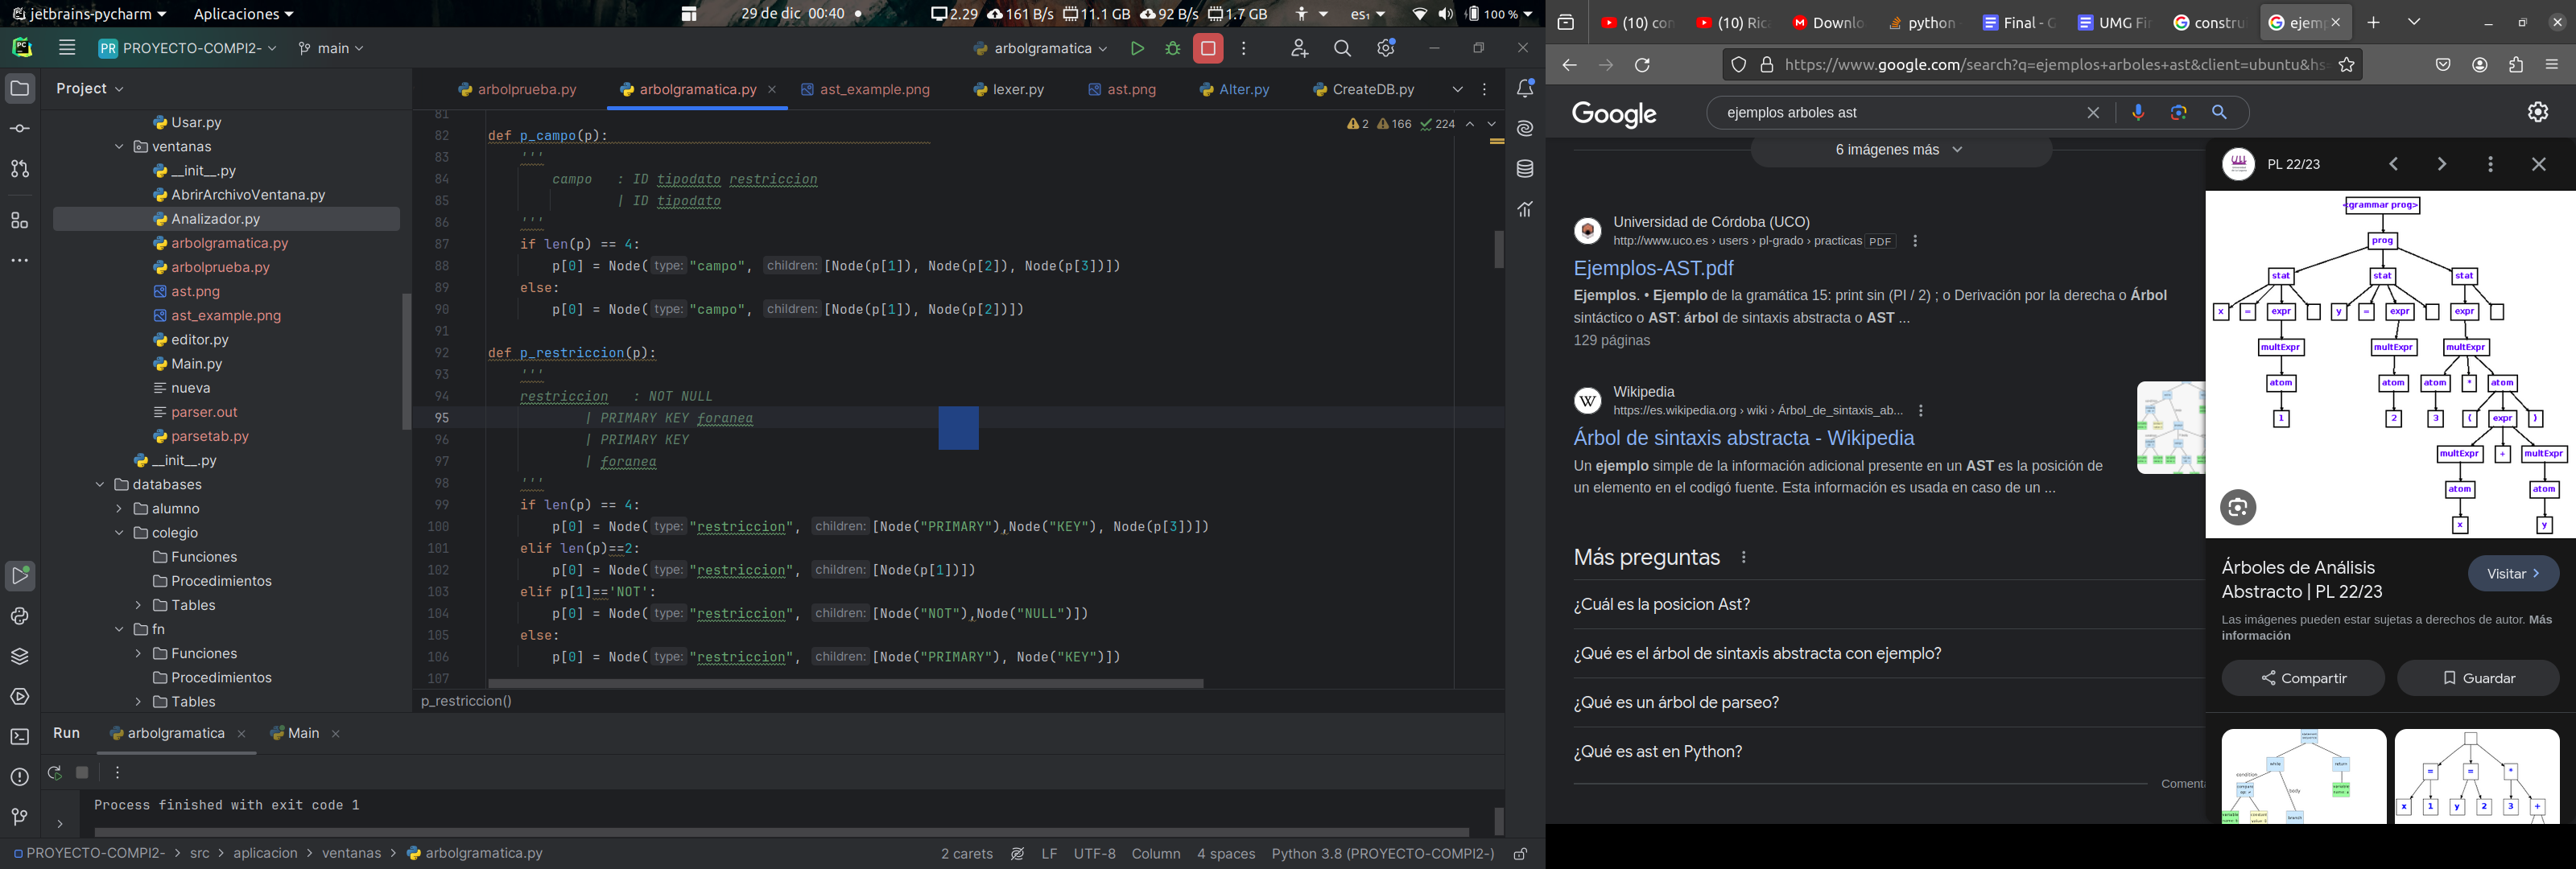 jetbrains-pycharm
Aplicaciones
29 de dic 00:40
2.29
161 B/s
11.1 GB
92 B/s
1.7 GB
es₁
100 %
PC
PR PROYECTO-COMPI2-
main
arbolgramatica
Project
arbolprueba.py
arbolgramatica.py
ast_example.png
lexer.py
ast.png
Alter.py
CreateDB.py
Usar.py
ventanas
__init__.py
AbrirArchivoVentana.py
Analizador.py
arbolgramatica.py
arbolprueba.py
ast.png
ast_example.png
editor.py
Main.py
nueva
parser.out
parsetab.py
__init__.py
databases
alumno
colegio
Funciones
Procedimientos
Tables
fn
Funciones
Procedimientos
Tables
2 166 224
81
82 def p_campo(p):
83 '''
84 campo : ID tipodato restriccion
85 | ID tipodato
86 '''
87 if len(p) == 4:
88 p[0] = Node( type: "campo", children: [Node(p[1]), Node(p[2]), Node(p[3])])
89 else:
90 p[0] = Node( type: "campo", children: [Node(p[1]), Node(p[2])])
91
92 def p_restriccion(p):
93 '''
94 restriccion : NOT NULL
95 | PRIMARY KEY foranea
96 | PRIMARY KEY
97 | foranea
98 '''
99 if len(p) == 4:
100 p[0] = Node( type: "restriccion", children: [Node("PRIMARY"),Node("KEY"), Node(p[3])])
101 elif len(p)==2:
102 p[0] = Node( type: "restriccion", children: [Node(p[1])])
103 elif p[1]=='NOT':
104 p[0] = Node( type: "restriccion", children: [Node("NOT"),Node("NULL")])
105 else:
106 p[0] = Node( type: "restriccion", children: [Node("PRIMARY"), Node("KEY")])
107
p_restriccion()
Run
arbolgramatica
Main
Process finished with exit code 1
PROYECTO-COMPI2- > src > aplicacion > ventanas > arbolgramatica.py
2 carets
LF
UTF-8
Column
4 spaces
Python 3.8 (PROYECTO-COMPI2-)
(10) con
(10) Ric
Downlo
python
Final - C
UMG Fi
constru
ejem
https://www.google.com/search?q=ejemplos+arboles+ast&client=ubuntu&hs
Google
ejemplos arboles ast
6 imágenes más
Universidad de Córdoba (UCO)
http://www.uco.es › users › pl-grado › practicas PDF
Ejemplos-AST.pdf
Ejemplos. • Ejemplo de la gramática 15: print sin (PI / 2) ; o Derivación por la derecha o Árbol
sintáctico o AST: árbol de sintaxis abstracta o AST ...
129 páginas
W
Wikipedia
https://es.wikipedia.org › wiki › Árbol_de_sintaxis_ab...
Árbol de sintaxis abstracta - Wikipedia
Un ejemplo simple de la información adicional presente en un AST es la posición de
un elemento en el codigó fuente. Esta información es usada en caso de un ...
Más preguntas
¿Cuál es la posicion Ast?
¿Qué es el árbol de sintaxis abstracta con ejemplo?
¿Qué es un árbol de parseo?
¿Qué es ast en Python?
Comenta
PL 22/23
<grammar prog>
prog
stat stat stat
x = expr y = expr expr
multExpr multExpr multExpr
atom atom atom * atom
1 2 3 ( expr )
multExpr + multExpr
atom atom
x y
Árboles de Análisis
Abstracto | PL 22/23
Visitar
Las imágenes pueden estar sujetas a derechos de autor. Más
información
Compartir
Guardar
condition
body
while
return
branch
= = *
x 1 y 2 3 +